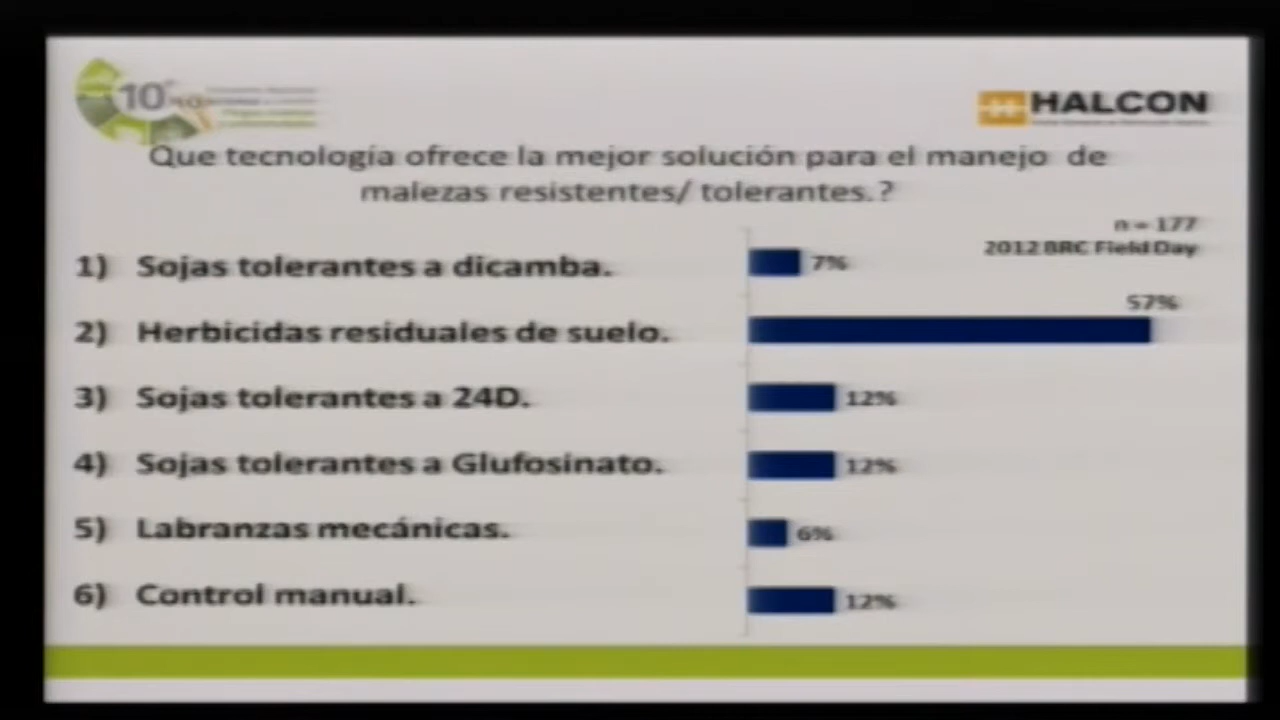 10º
HALCON
Que tecnología ofrece la mejor solución para el manejo de
malezas resistentes/ tolerantes.?
n = 177
2012 BRC Field Day
1) Sojas tolerantes a dicamba.
7%
57%
2) Herbicidas residuales de suelo.
3) Sojas tolerantes a 24D.
12%
4) Sojas tolerantes a Glufosinato.
12%
5) Labranzas mecánicas.
6%
6) Control manual.
12%